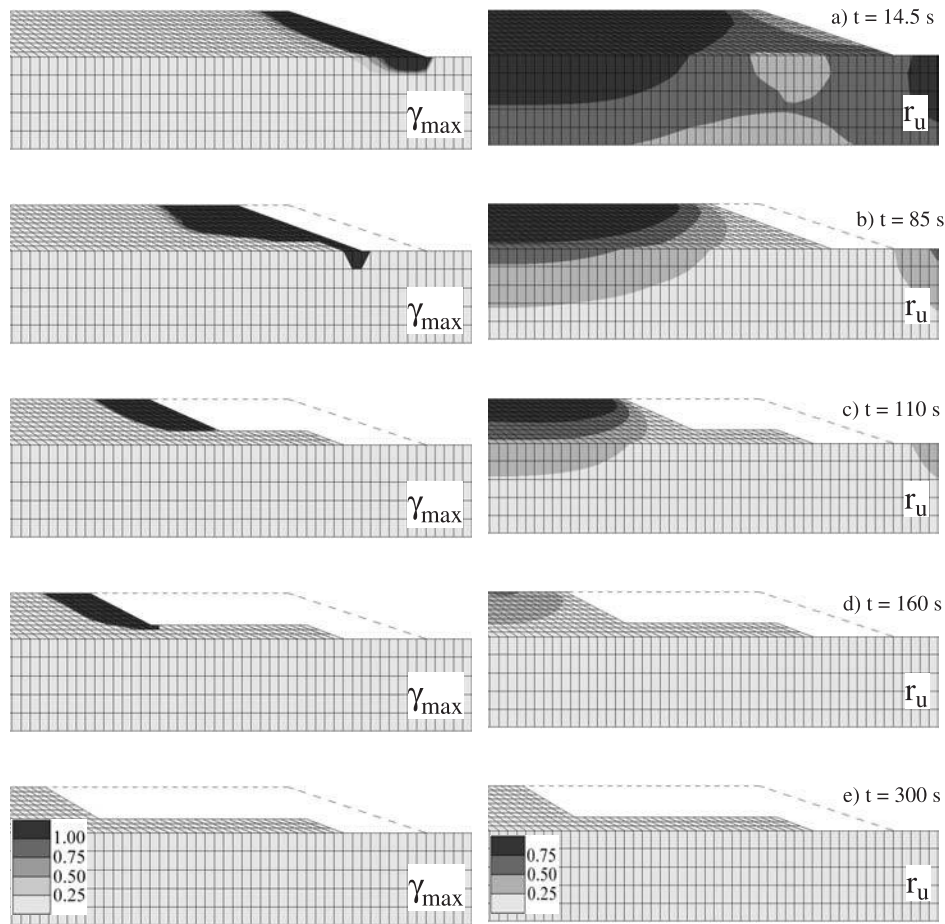 a) t = 14.5 s
γmax
ru
b) t = 85 s
γmax
ru
c) t = 110 s
γmax
ru
d) t = 160 s
γmax
ru
e) t = 300 s
1.00
0.75
0.50
0.25
γmax
0.75
0.50
0.25
ru